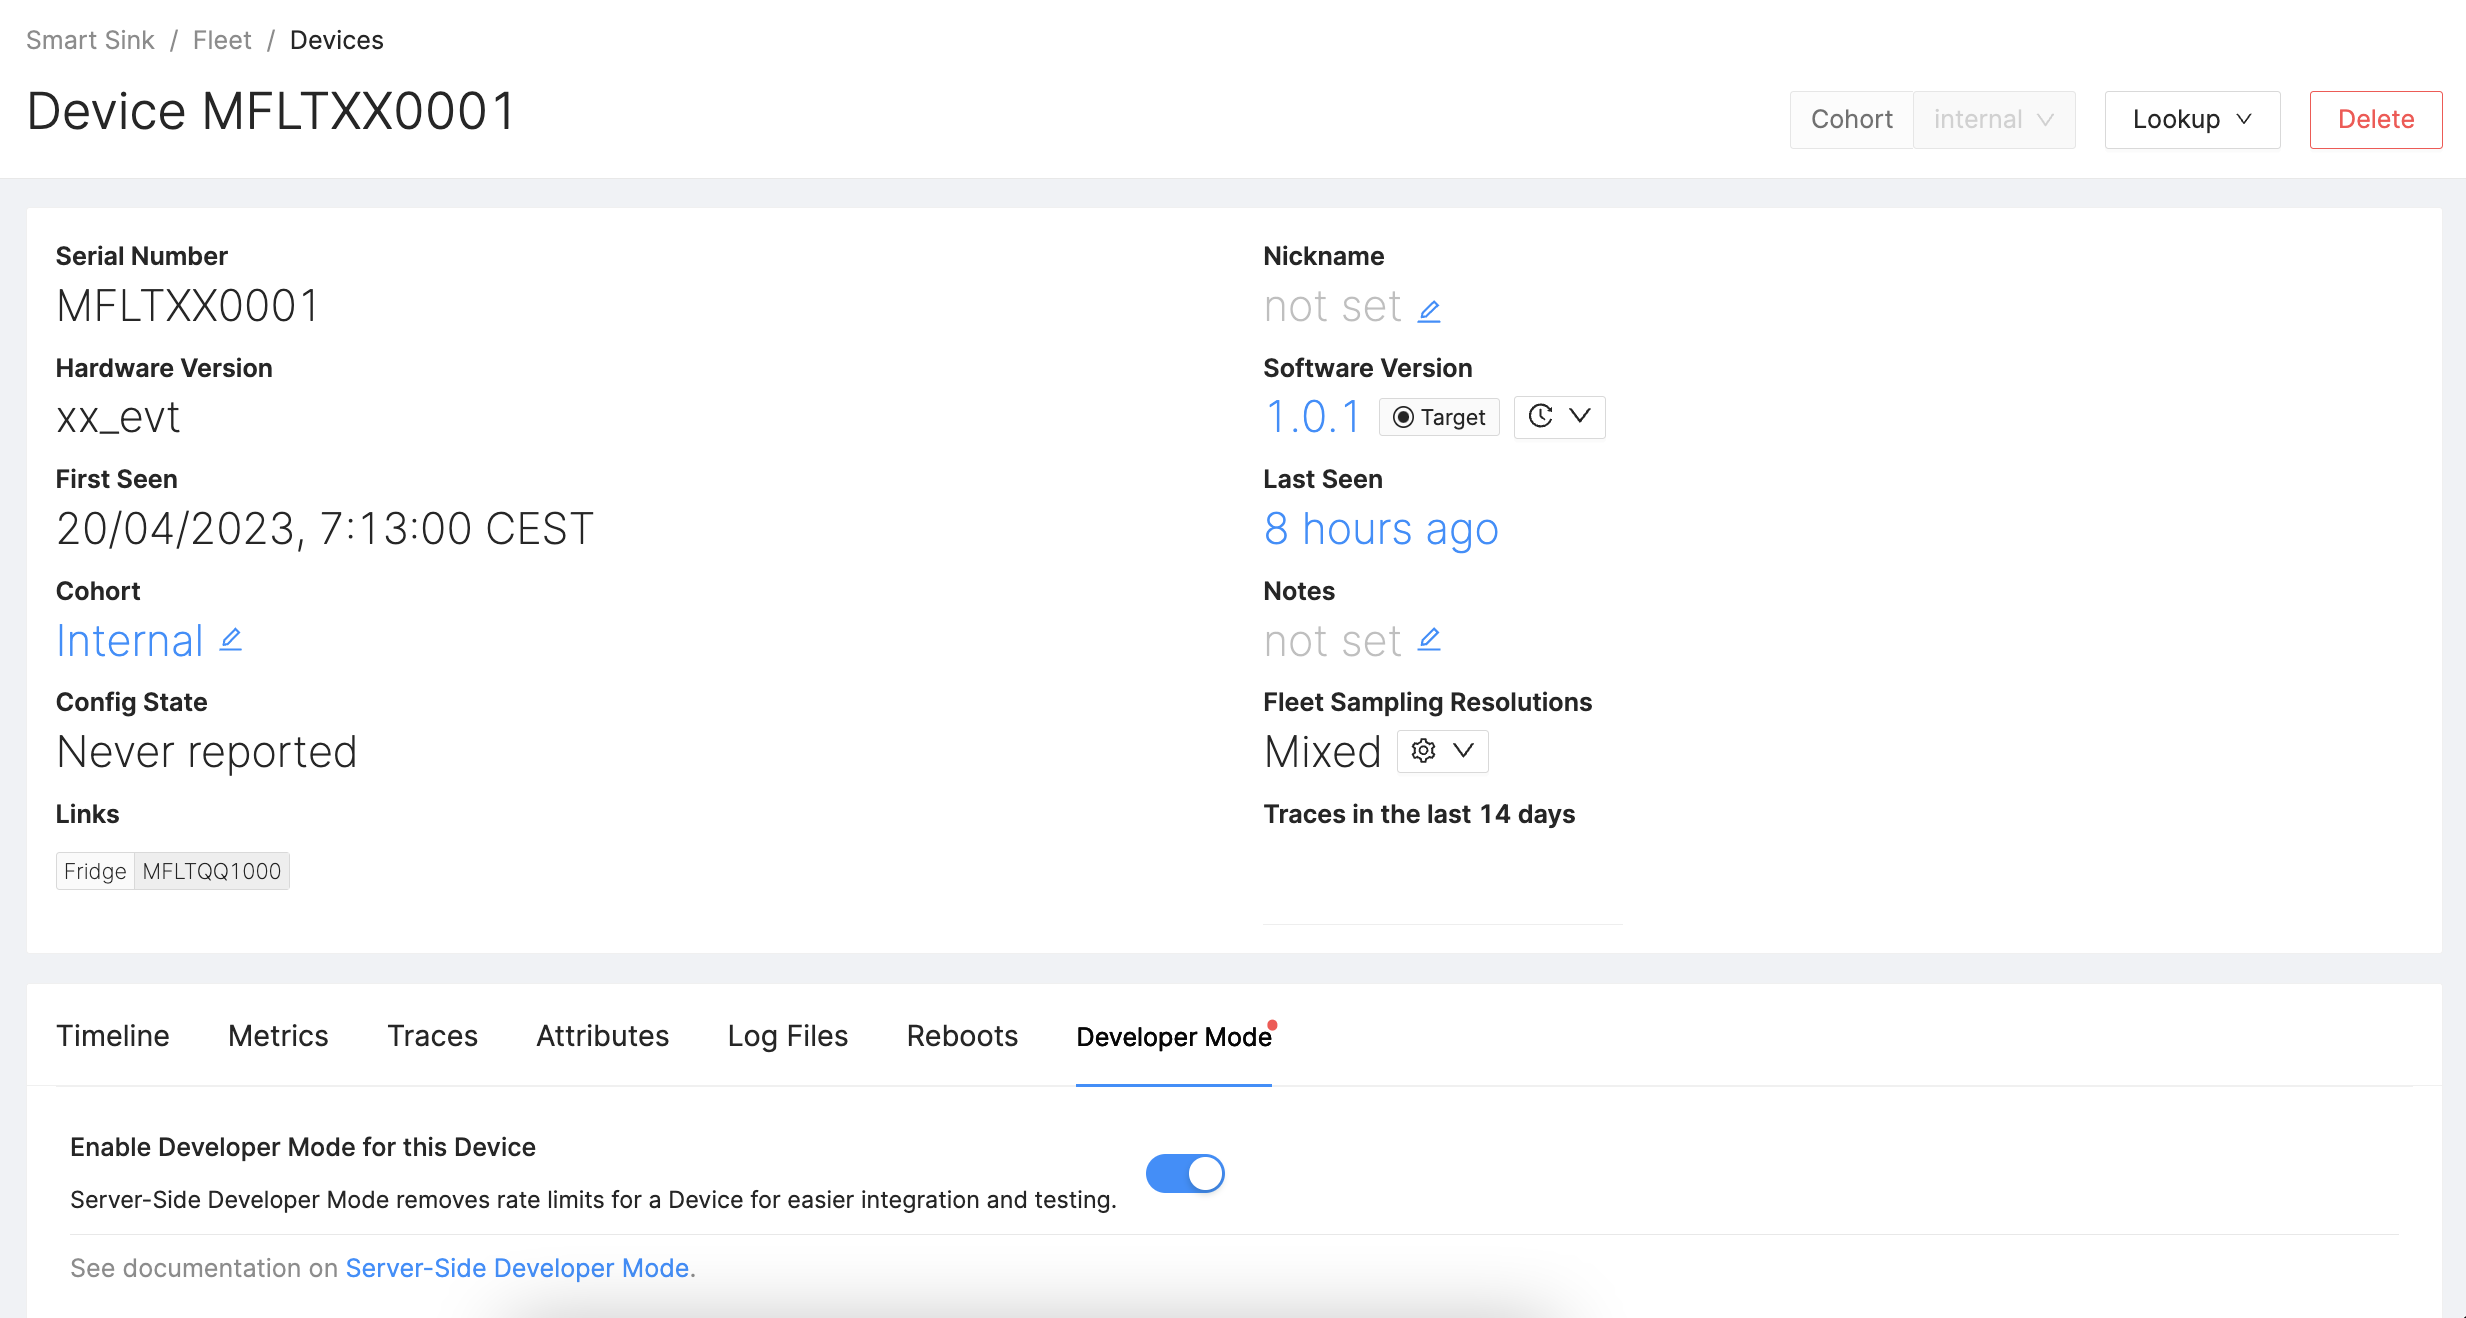 Smart Sink / Fleet / Devices
Device MFLTXX0001
Cohort internal Lookup Delete
Serial Number
MFLTXX0001
Nickname
not set
Hardware Version
xx_evt
Software Version
1.0.1 Target
First Seen
20/04/2023, 7:13:00 CEST
Last Seen
8 hours ago
Cohort
Internal
Notes
not set
Config State
Never reported
Fleet Sampling Resolutions
Mixed
Links
Fridge MFLTQQ1000
Traces in the last 14 days
Timeline Metrics Traces Attributes Log Files Reboots Developer Mode
Enable Developer Mode for this Device
Server-Side Developer Mode removes rate limits for a Device for easier integration and testing.
See documentation on Server-Side Developer Mode.